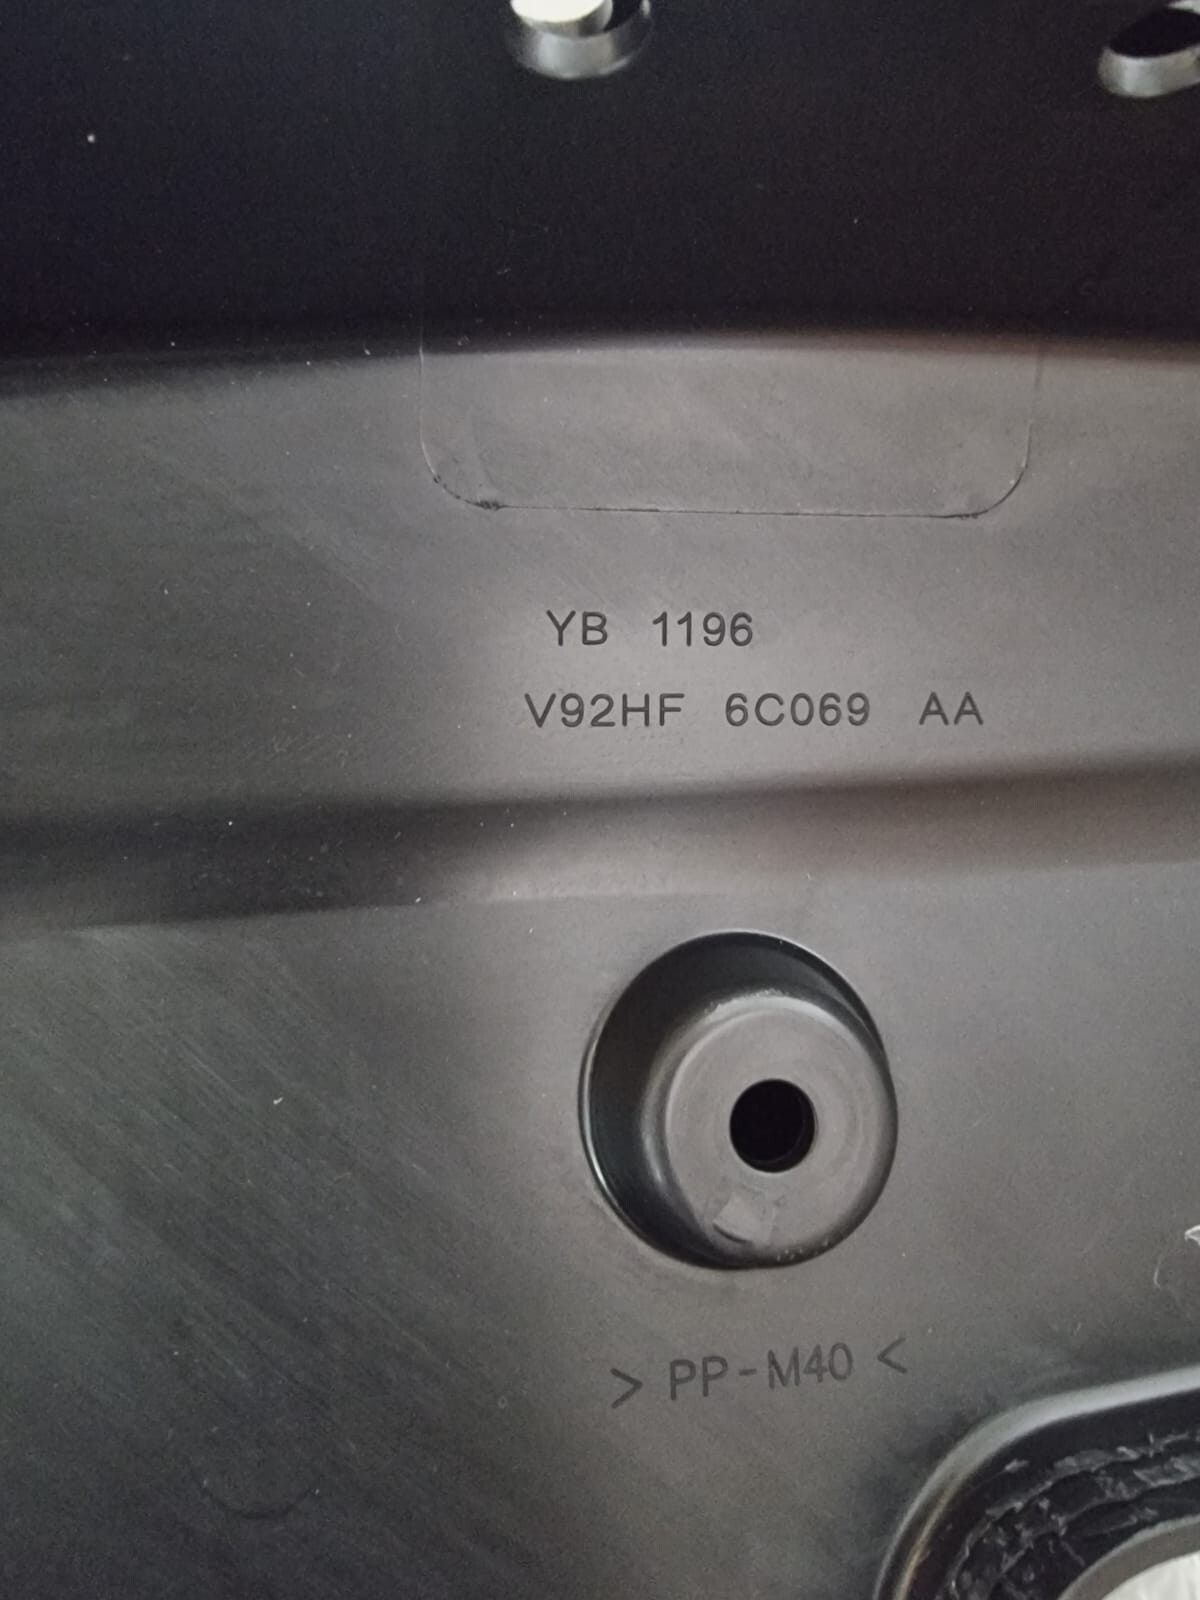 YB 1196
V92HF 6C069 AA
> PP-M40 <